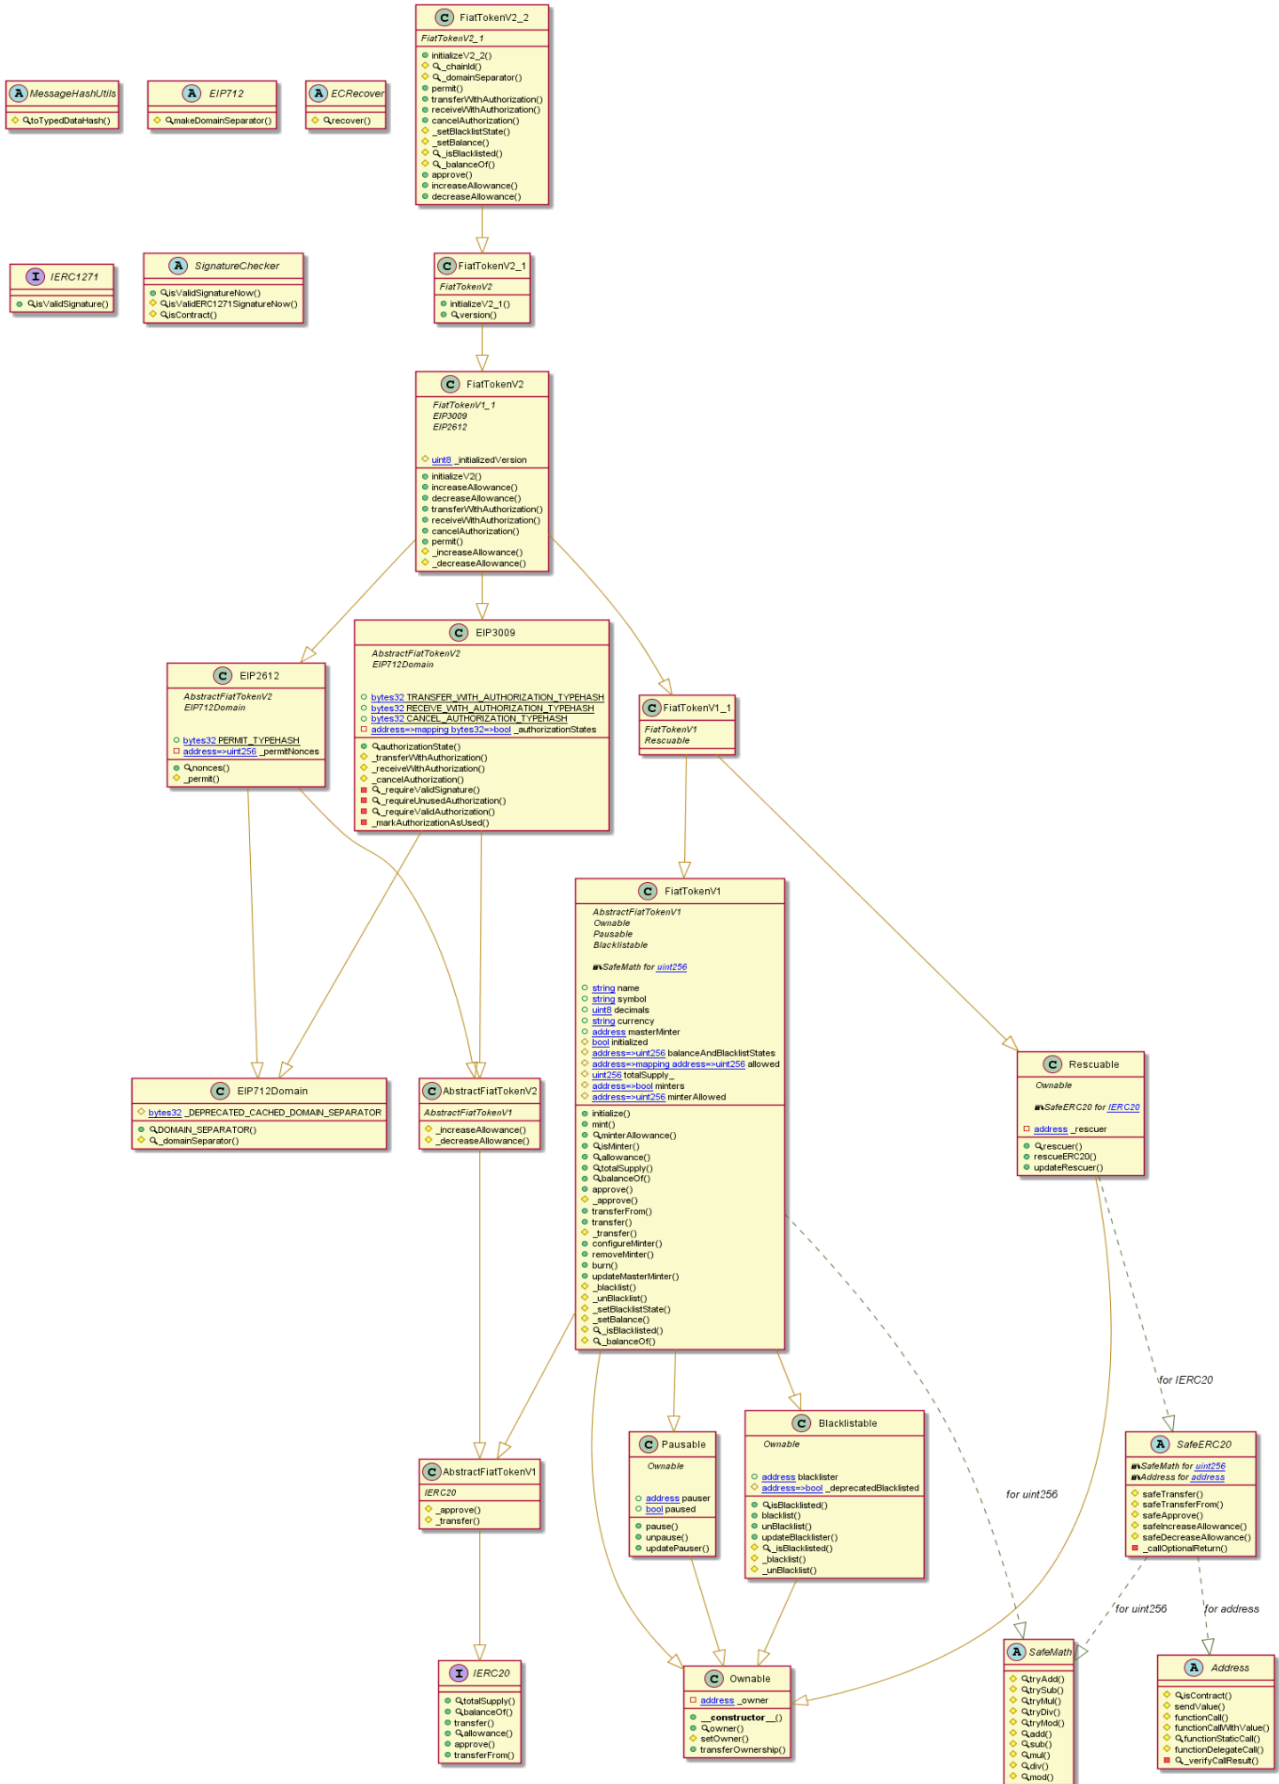 C FiatTokenV2_2
FiatTokenV2_1
initializeV2_2()
_chainId()
_domainSeparator()
permit()
transferWithAuthorization()
receiveWithAuthorization()
cancelAuthorization()
_setBlacklistState()
_setBalance()
_isBlacklisted()
_balanceOf()
approve()
increaseAllowance()
decreaseAllowance()
A MessageHashUtils
toTypedDataHash()
A EIP712
makeDomainSeparator()
A ECRecover
recover()
I IERC1271
isValidSignature()
A SignatureChecker
isValidSignatureNow()
isValidERC1271SignatureNow()
isContract()
C FiatTokenV2_1
FiatTokenV2
initializeV2_1()
version()
C FiatTokenV2
FiatTokenV1_1
EIP3009
EIP2612
uint8 _initializedVersion
initializeV2()
increaseAllowance()
decreaseAllowance()
transferWithAuthorization()
receiveWithAuthorization()
cancelAuthorization()
permit()
_increaseAllowance()
_decreaseAllowance()
C EIP2612
AbstractFiatTokenV2
EIP712Domain
bytes32 PERMIT_TYPEHASH
address=>uint256 _permitNonces
nonces()
_permit()
C EIP3009
AbstractFiatTokenV2
EIP712Domain
bytes32 TRANSFER_WITH_AUTHORIZATION_TYPEHASH
bytes32 RECEIVE_WITH_AUTHORIZATION_TYPEHASH
bytes32 CANCEL_AUTHORIZATION_TYPEHASH
address=>mapping bytes32=>bool _authorizationStates
authorizationState()
_transferWithAuthorization()
_receiveWithAuthorization()
_cancelAuthorization()
_requireValidSignature()
_requireUnusedAuthorization()
_requireValidAuthorization()
_markAuthorizationAsUsed()
C FiatTokenV1_1
FiatTokenV1
Rescuable
C FiatTokenV1
AbstractFiatTokenV1
Ownable
Pausable
Blacklistable
SafeMath for uint256
string name
string symbol
uint8 decimals
string currency
address masterMinter
bool initialized
address=>uint256 balanceAndBlacklistStates
address=>mapping address=>uint256 allowed
uint256 totalSupply_
address=>bool minters
address=>uint256 minterAllowed
initialize()
mint()
minterAllowance()
isMinter()
allowance()
totalSupply()
balanceOf()
approve()
_approve()
transferFrom()
transfer()
_transfer()
configureMinter()
removeMinter()
burn()
updateMasterMinter()
_blacklist()
_unBlacklist()
_setBlacklistState()
_setBalance()
_isBlacklisted()
_balanceOf()
C EIP712Domain
bytes32 _DEPRECATED_CACHED_DOMAIN_SEPARATOR
DOMAIN_SEPARATOR()
_domainSeparator()
C AbstractFiatTokenV2
AbstractFiatTokenV1
_increaseAllowance()
_decreaseAllowance()
C Rescuable
Ownable
SafeERC20 for IERC20
address _rescuer
rescuer()
rescueERC20()
updateRescuer()
for IERC20
for uint256
C AbstractFiatTokenV1
IERC20
_approve()
_transfer()
C Pausable
Ownable
address pauser
bool paused
pause()
unpause()
updatePauser()
C Blacklistable
Ownable
address blacklister
address=>bool _deprecatedBlacklisted
isBlacklisted()
blacklist()
unBlacklist()
updateBlacklister()
_isBlacklisted()
_blacklist()
_unBlacklist()
A SafeERC20
SafeMath for uint256
Address for address
safeTransfer()
safeTransferFrom()
safeApprove()
safeIncreaseAllowance()
safeDecreaseAllowance()
_callOptionalReturn()
for uint256
for address
I IERC20
totalSupply()
balanceOf()
transfer()
allowance()
approve()
transferFrom()
C Ownable
address _owner
__constructor__()
owner()
setOwner()
transferOwnership()
A SafeMath
tryAdd()
trySub()
tryMul()
tryDiv()
tryMod()
add()
sub()
mul()
div()
mod()
A Address
isContract()
sendValue()
functionCall()
functionCallWithValue()
functionStaticCall()
functionDelegateCall()
_verifyCallResult()